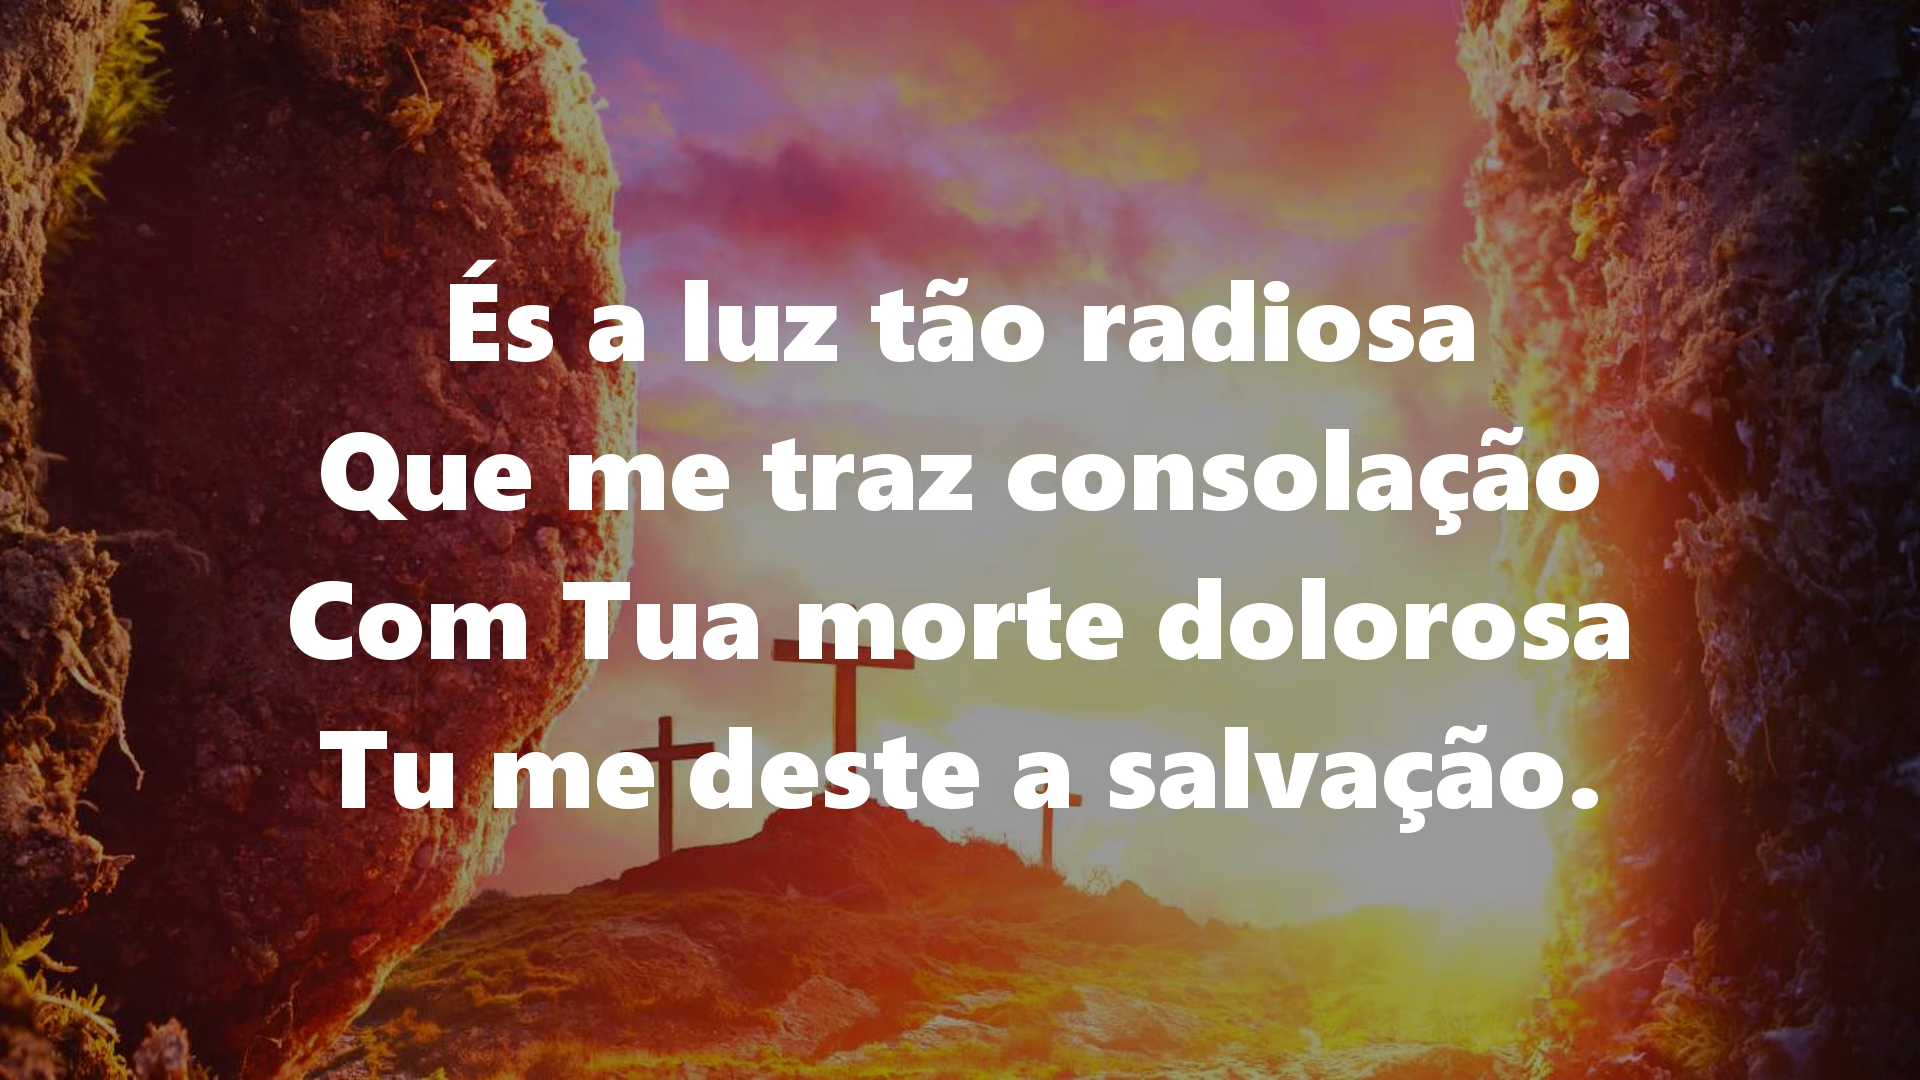 És a luz tão radiosa
Que me traz consolação
Com Tua morte dolorosa
Tu me deste a salvação.